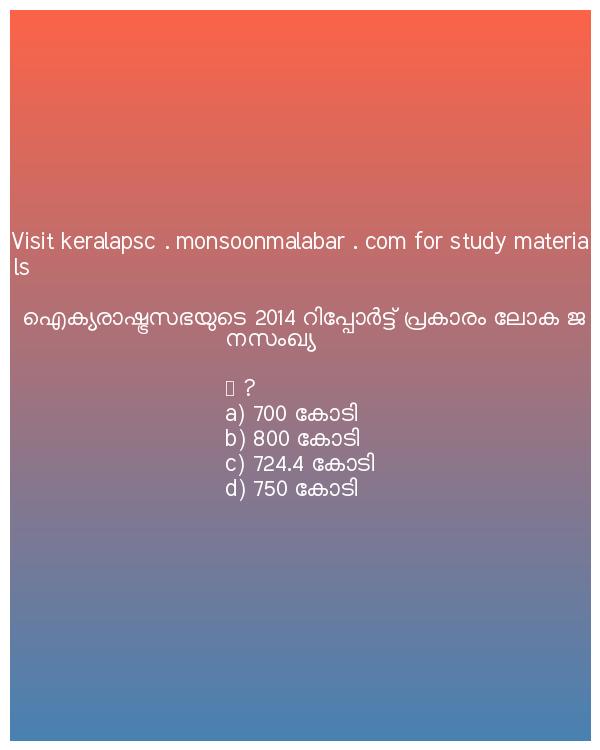 Visit keralapsc . monsoonmalabar . com for study materia
ls
ഐക്യരാഷ്ട്രസഭയുടെ 2014 റിപ്പോർട്ട് പ്രകാരം ലോക ജ
നസംഖ്യ
?
a) 700 കോടി
b) 800 കോടി
c) 724.4 കോടി
d) 750 കോടി